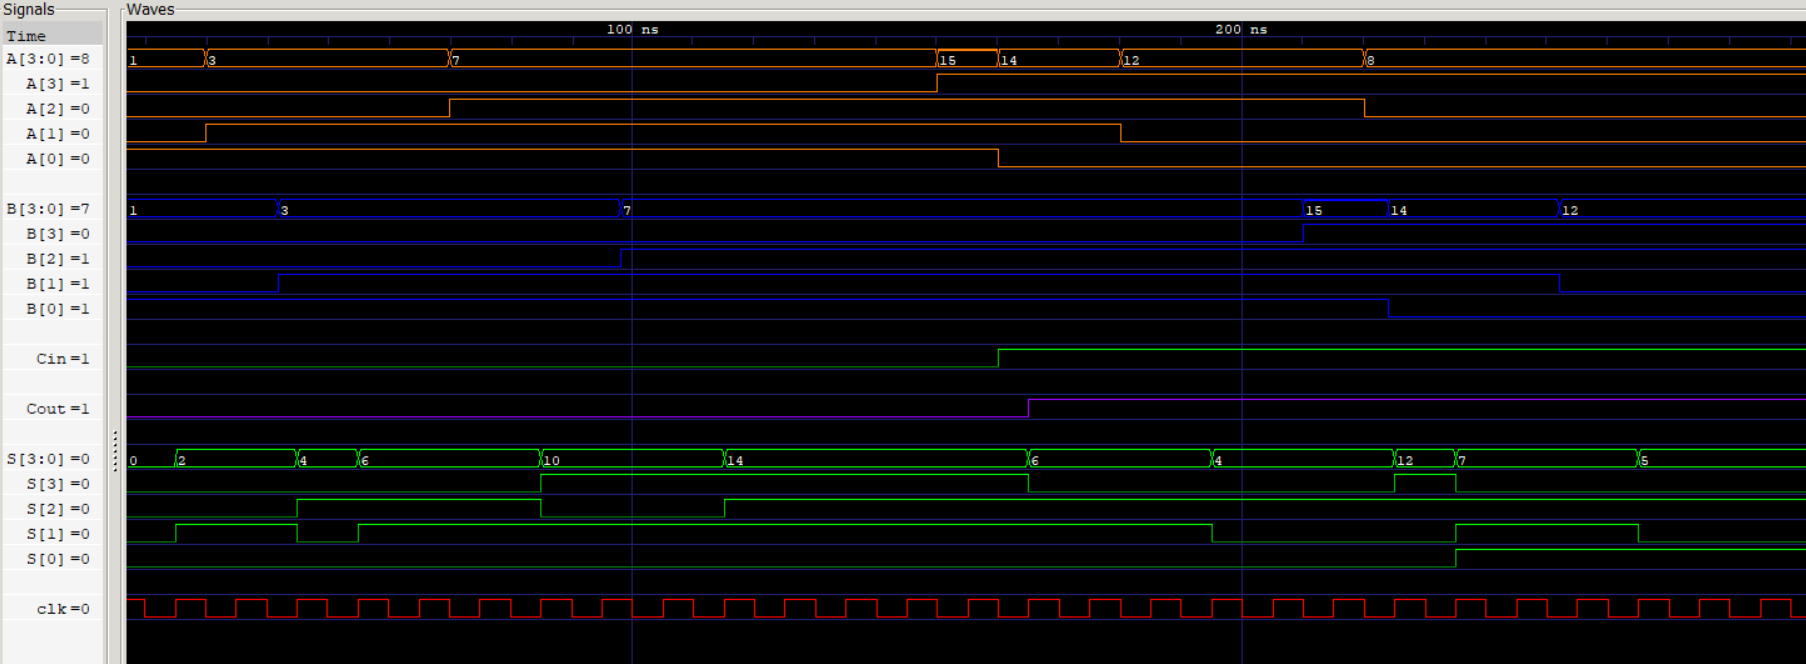 Signals Waves
Time 100 ns 200 ns
A[3:0] =8 1 3 7 15 14 12 8
A[3] =1
A[2] =0
A[1] =0
A[0] =0
B[3:0] =7 1 3 7 15 14 12
B[3] =0
B[2] =1
B[1] =1
B[0] =1
Cin =1
Cout =1
S[3:0] =0 0 2 4 6 10 14 6 4 12 7 5
S[3] =0
S[2] =0
S[1] =0
S[0] =0
clk =0